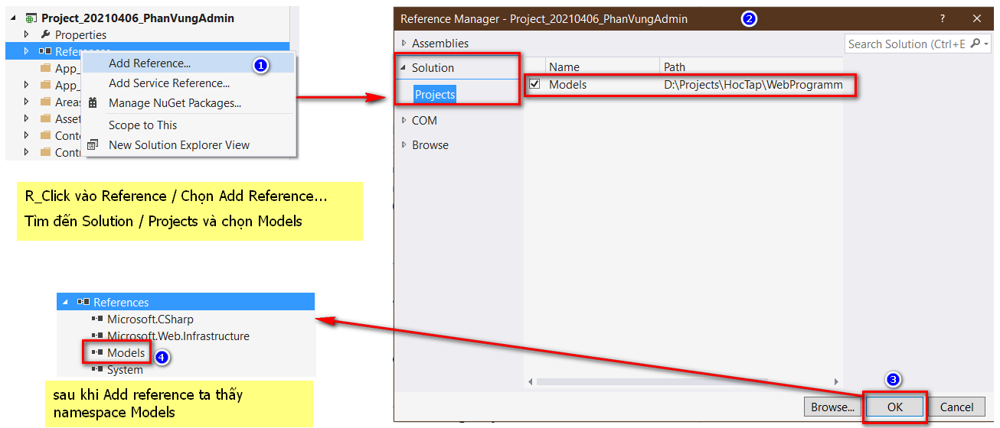 Project_20210406_PhanVungAdmin
Properties
References
App_
App_
Areas
Asset
Conte
Contr
Add Reference...
1
Add Service Reference...
Manage NuGet Packages...
Scope to This
New Solution Explorer View
R_Click vào Reference / Chọn Add Reference...
Tìm đến Solution / Projects và chọn Models
Reference Manager - Project_20210406_PhanVungAdmin
2
?
Assemblies
Solution
Projects
COM
Browse
Search Solution (Ctrl+E
Name Path
Models D:\Projects\HocTap\WebProgramm
3
Browse... OK Cancel
References
Microsoft.CSharp
Microsoft.Web.Infrastructure
Models
4
System
sau khi Add reference ta thấy
namespace Models